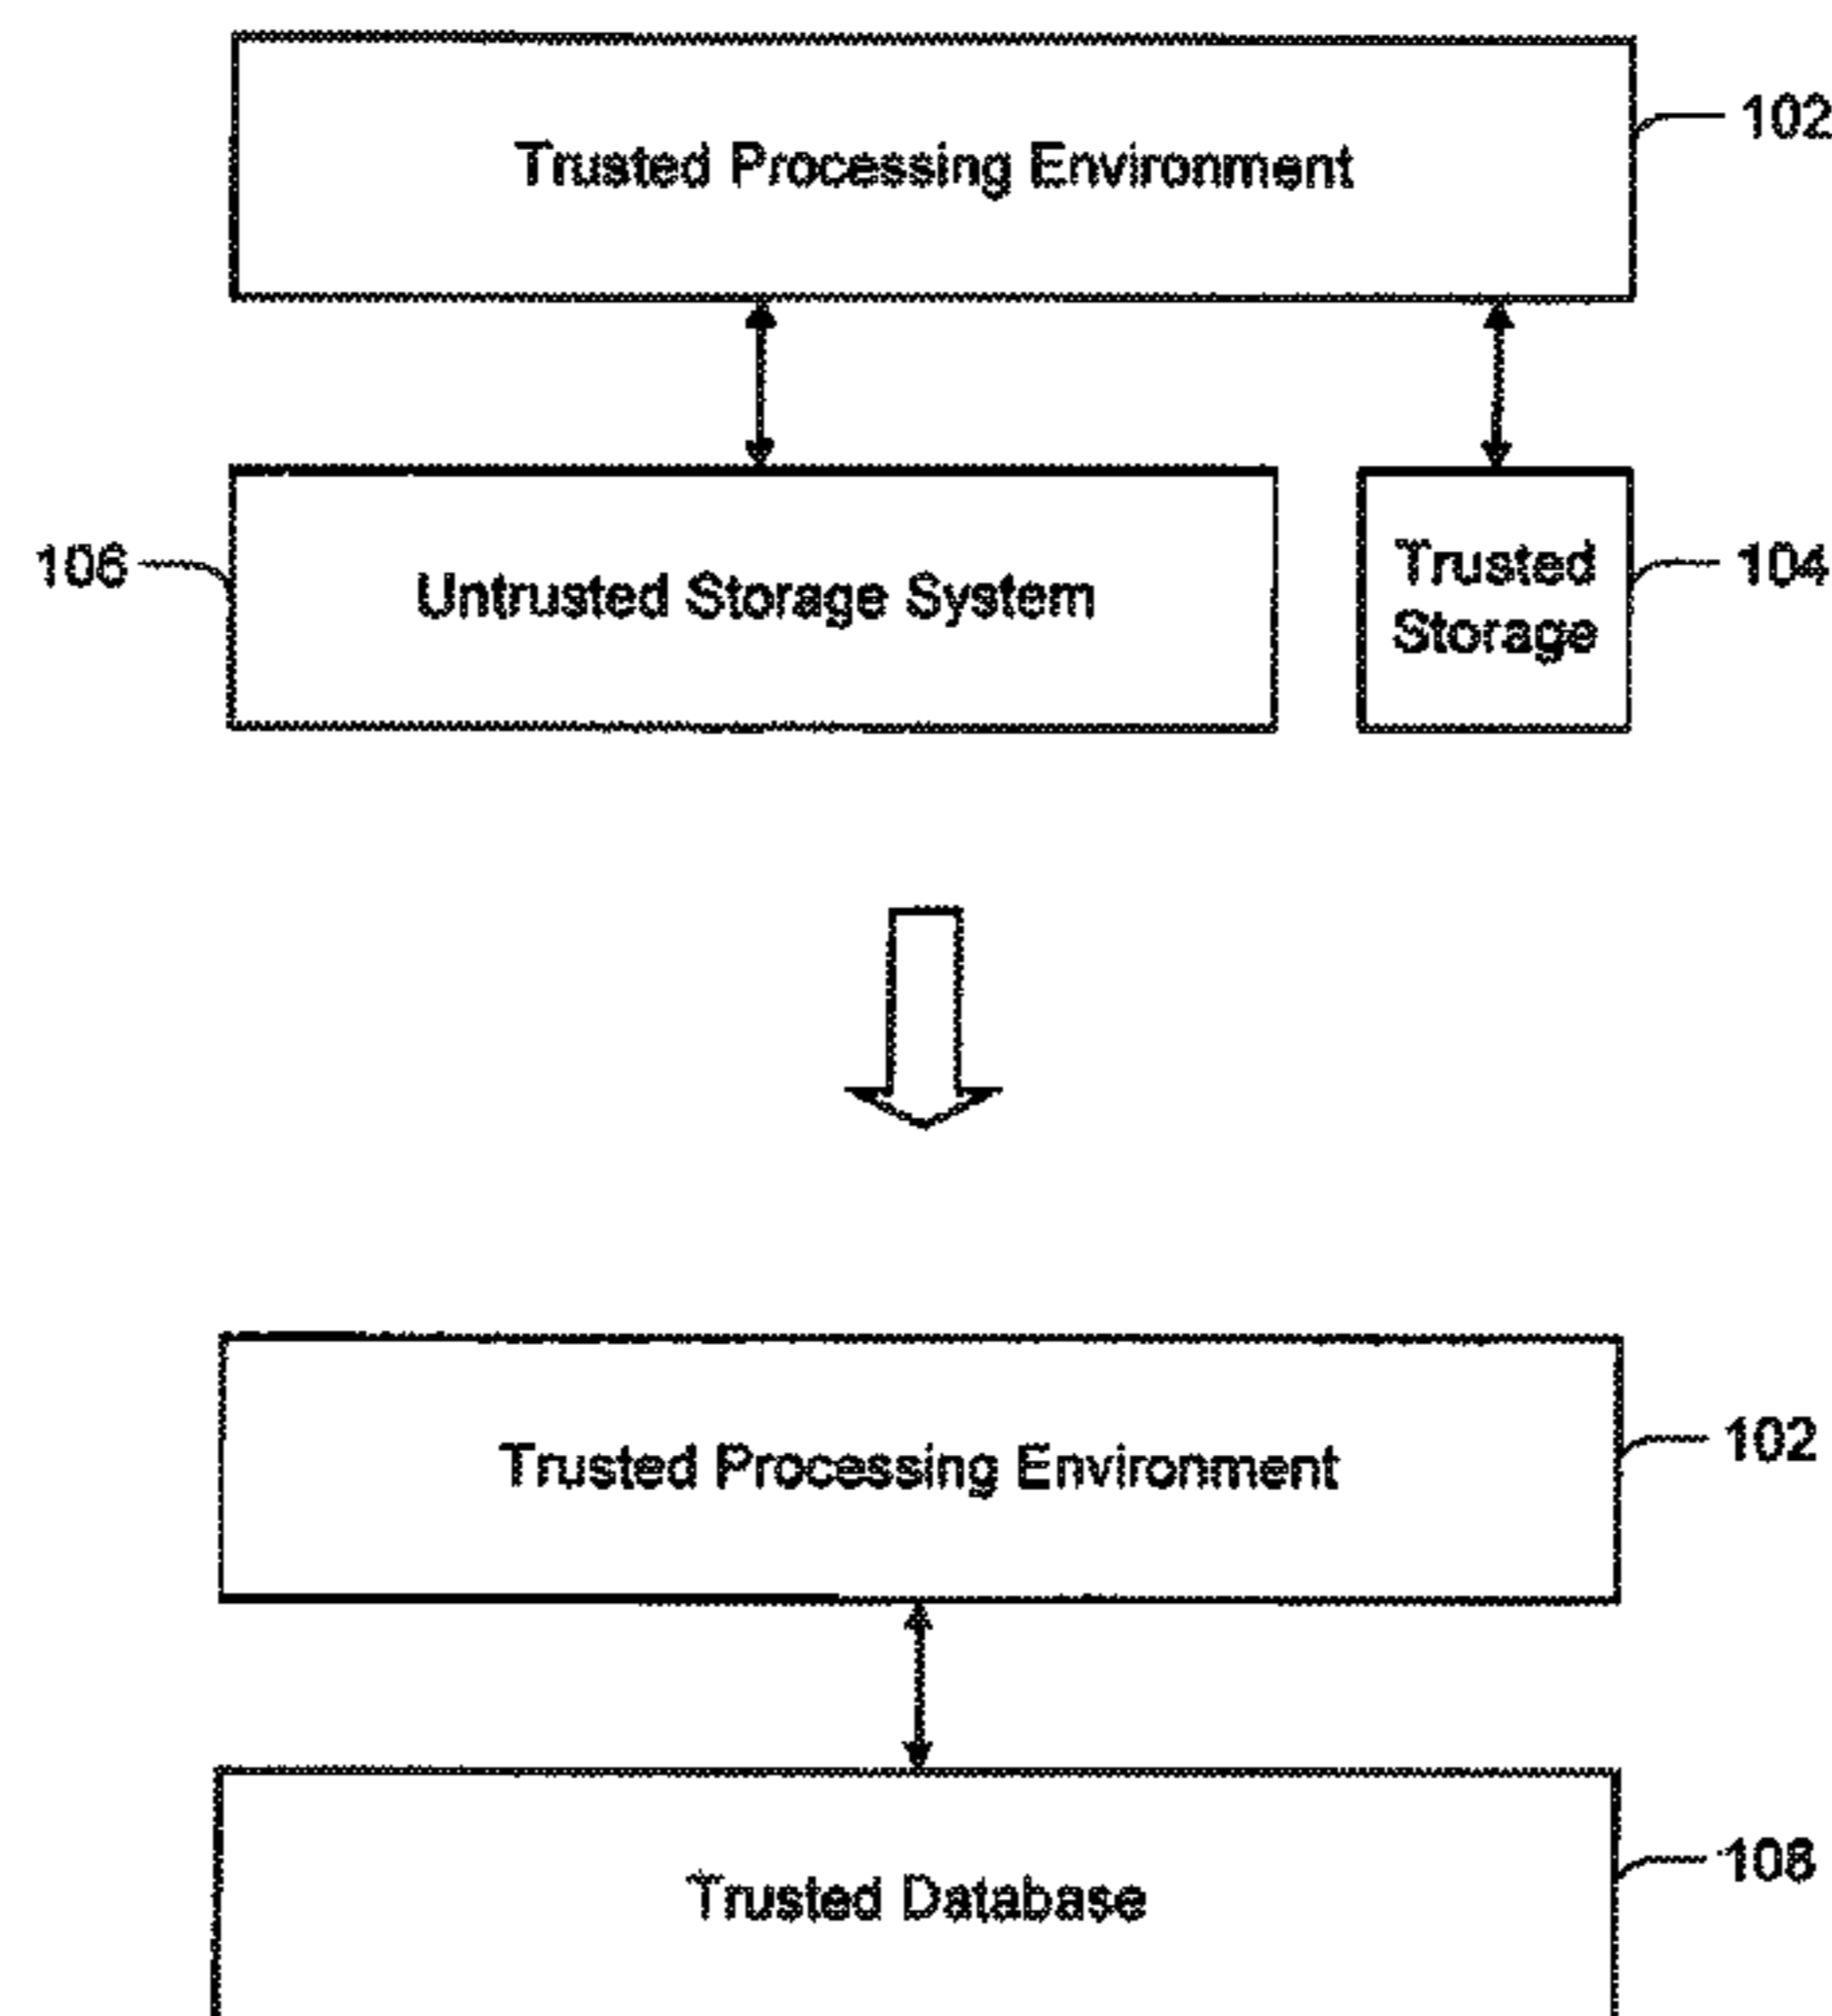 Trusted Processing Environment
102
106
Untrusted Storage System
Trusted
Storage
104
Trusted Processing Environment
102
Trusted Database
108